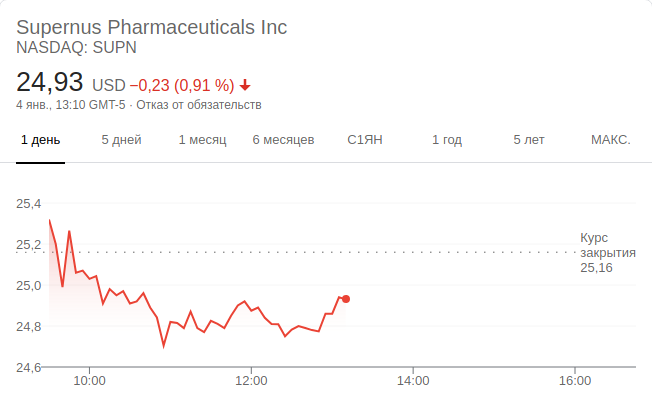 Supernus Pharmaceuticals Inc
NASDAQ: SUPN
24,93 USD −0,23 (0,91 %)
4 янв., 13:10 GMT-5 · Отказ от обязательств
1 день 5 дней 1 месяц 6 месяцев С1ЯН 1 год 5 лет МАКС.
25,4
25,2
25,0
24,8
24,6
Курс
закрытия
25,16
10:00 12:00 14:00 16:00